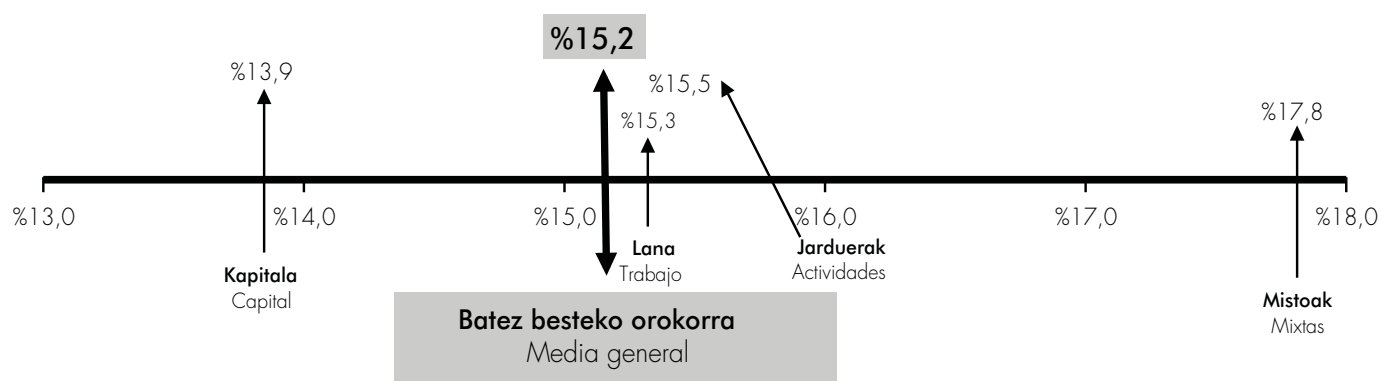 %15,2
%13,9
%15,5
%15,3
%17,8
%13,0
%14,0
%15,0
%16,0
%17,0
%18,0
Kapitala
Capital
Lana
Trabajo
Jarduerak
Actividades
Mistoak
Mixtas
Batez besteko orokorra
Media general